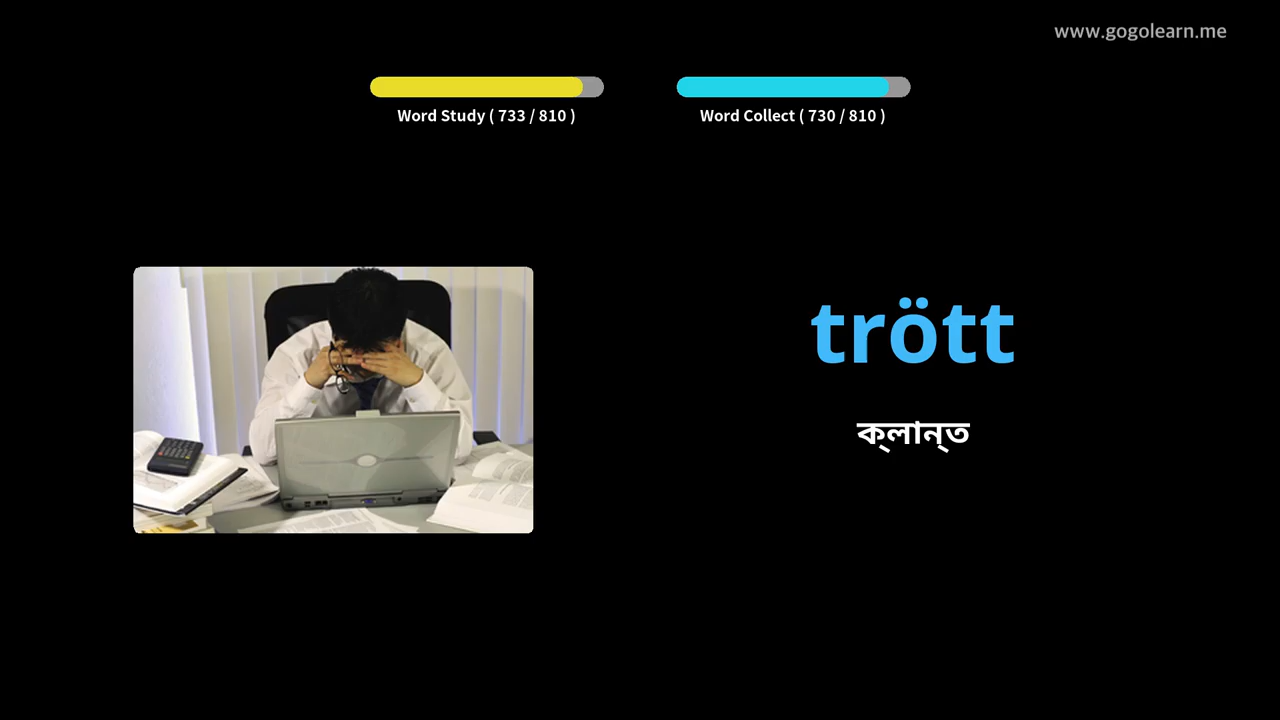 www.gogolearn.me
Word Study ( 733 / 810 )
Word Collect ( 730 / 810 )
trött
ক্লান্ত